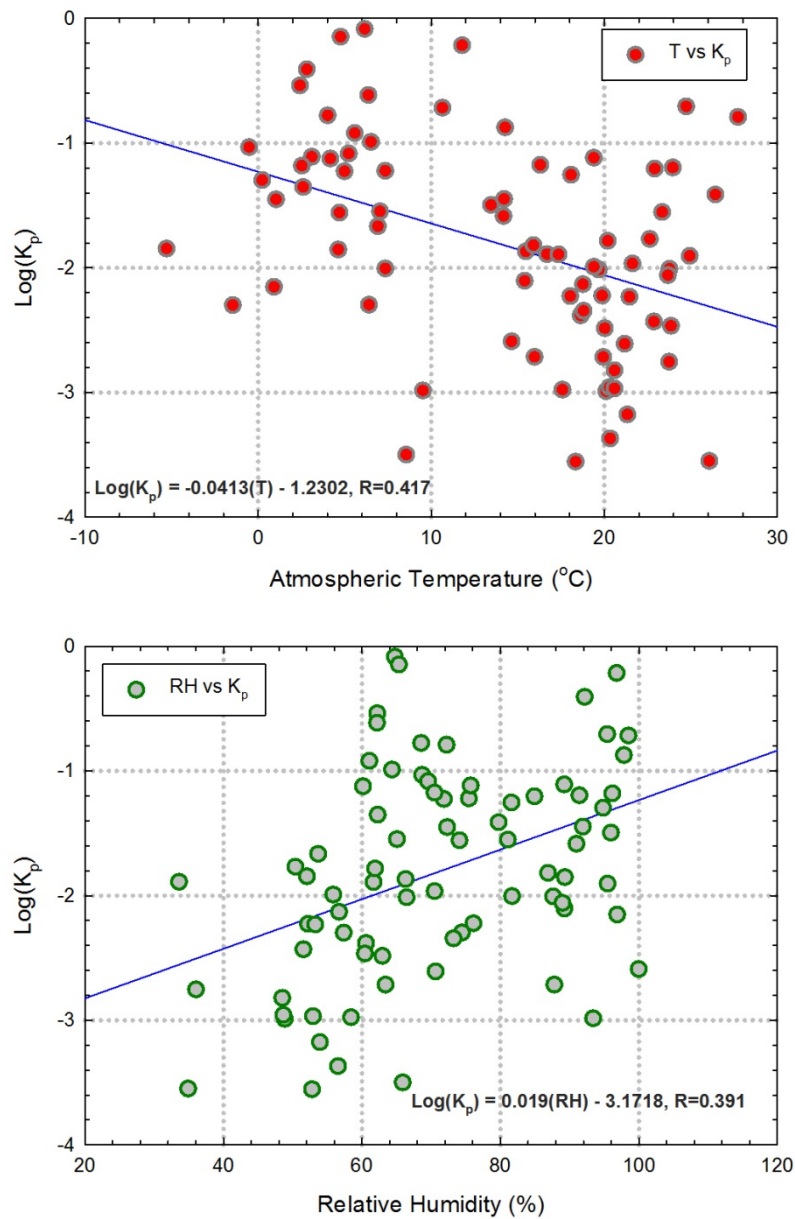 0
-1
-2
-3
-4
Log(Kp)
T vs Kp
Log(Kp) = -0.0413(T) - 1.2302, R=0.417
-10 0 10 20 30
Atmospheric Temperature (oC)
0
-1
-2
-3
-4
Log(Kp)
RH vs Kp
Log(Kp) = 0.019(RH) - 3.1718, R=0.391
20 40 60 80 100 120
Relative Humidity (%)